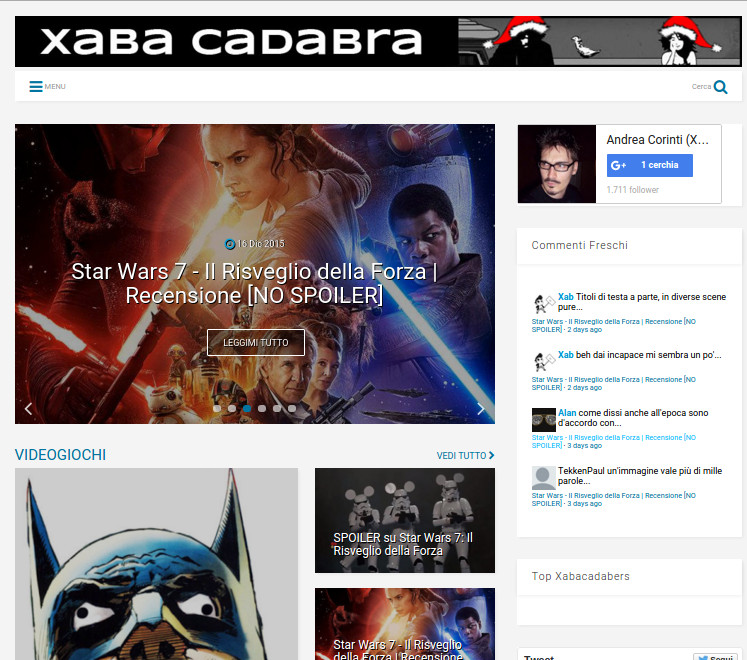 xaba cadabra
MENU
Cerca
16 Dic 2015
Star Wars 7 - Il Risveglio della Forza |
Recensione [NO SPOILER]
LEGGIMI TUTTO
VIDEOGIOCHI
VEDI TUTTO
SPOILER su Star Wars 7: Il
Risveglio della Forza
Star Wars 7 - Il Risveglio
della Forza | Recensione
Andrea Corinti (X...
G+ 1 cerchia
1.711 follower
Commenti Freschi
Xab Titoli di testa a parte, in diverse scene
pure...
Star Wars - Il Risveglio della Forza | Recensione [NO
SPOILER] · 2 days ago
Xab beh dai incapace mi sembra un po'...
Star Wars - Il Risveglio della Forza | Recensione [NO
SPOILER] · 2 days ago
Alan come dissi anche all'epoca sono
d'accordo con...
Star Wars - Il Risveglio della Forza | Recensione [NO
SPOILER] · 3 days ago
TekkenPaul un'immagine vale più di mille
parole...
Star Wars - Il Risveglio della Forza | Recensione [NO
SPOILER] · 3 days ago
Top Xabacadabers
Tweet
Segui